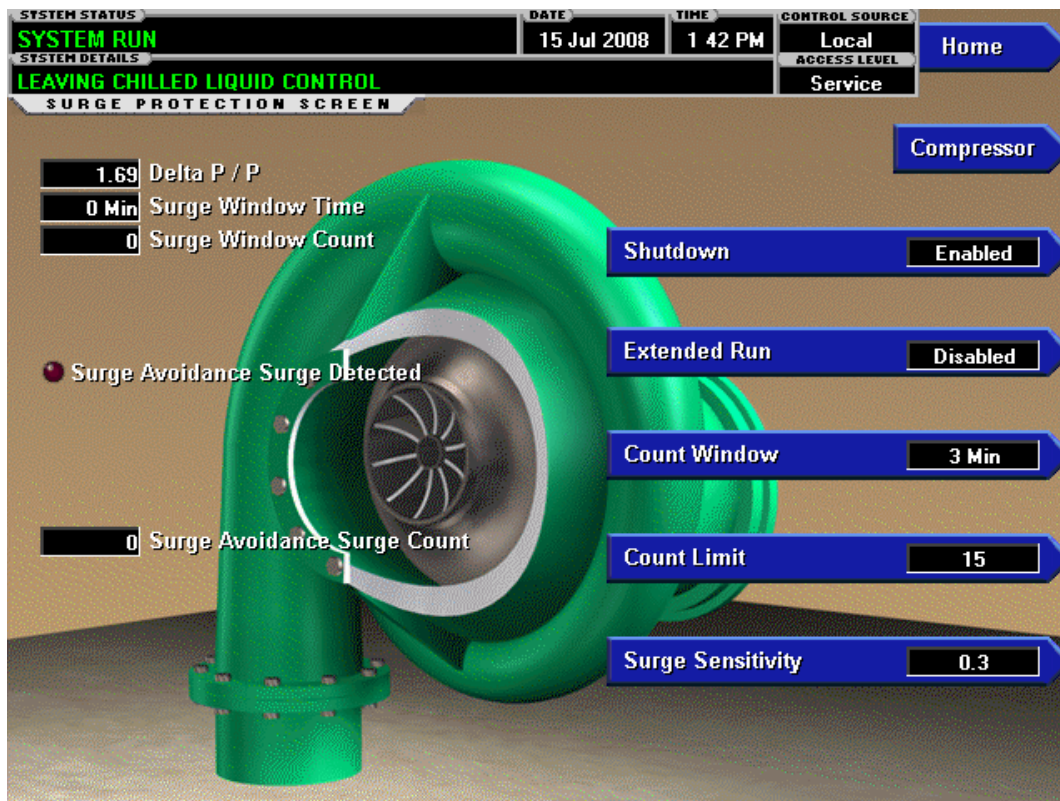 SYSTEM STATUS
SYSTEM RUN
DATE
15 Jul 2008
TIME
1 42 PM
CONTROL SOURCE
Local
Home
SYSTEM DETAILS
LEAVING CHILLED LIQUID CONTROL
ACCESS LEVEL
Service
SURGE PROTECTION SCREEN
Compressor
1.69 Delta P / P
0 Min Surge Window Time
0 Surge Window Count
Shutdown Enabled
Extended Run Disabled
Surge Avoidance Surge Detected
Count Window 3 Min
0 Surge Avoidance Surge Count
Count Limit 15
Surge Sensitivity 0.3